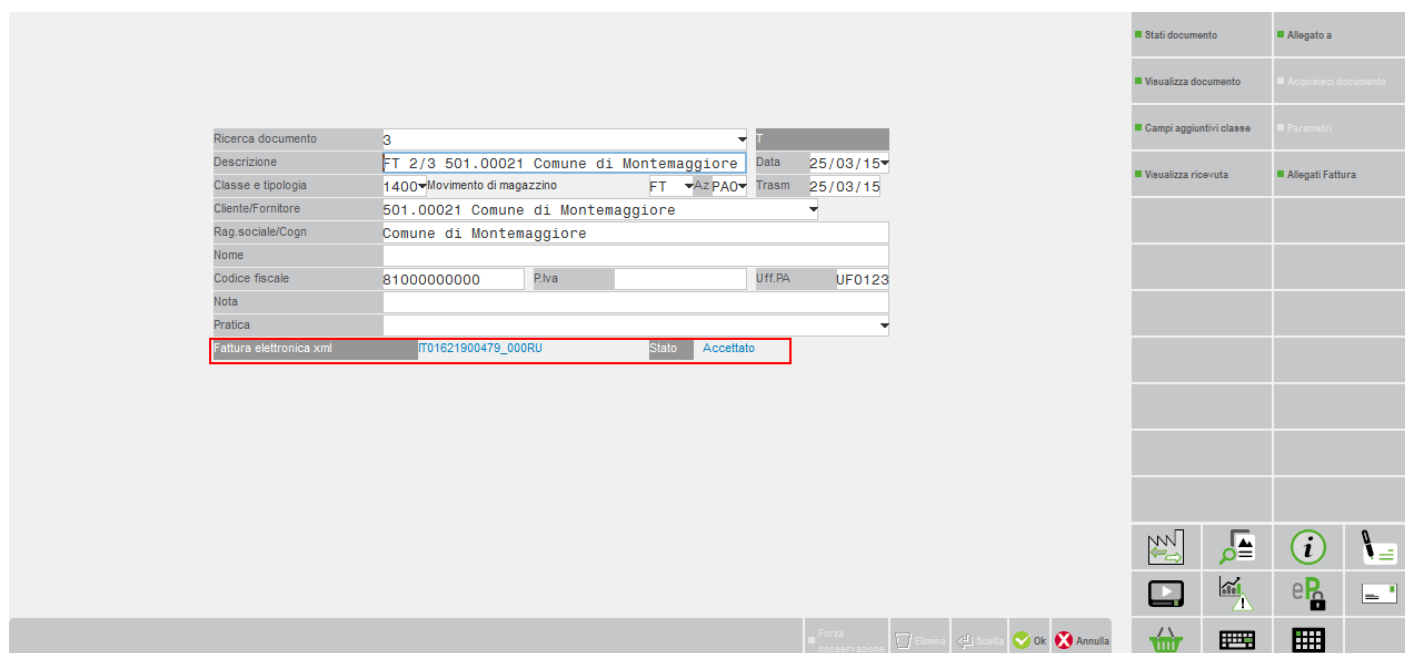 Stati documento Allegato a
Visualizza documento Acquisisci documento
Ricerca documento 3 T
Campi aggiuntivi classe Parametri
Descrizione FT 2/3 501.00021 Comune di Montemaggiore Data 25/03/15
Classe e tipologia 1400 Movimento di magazzino FT Az PA0 Trasm 25/03/15
Visualizza ricevuta Allegati Fattura
Cliente/Fornitore 501.00021 Comune di Montemaggiore
Rag.sociale/Cogn Comune di Montemaggiore
Nome
Codice fiscale 81000000000 P.Iva Uff.PA UF0123
Nota
Pratica
Fattura elettronica xml IT01621900479_000RU Stato Accettato
Forza conservazione Elimina Scelta Ok Annulla